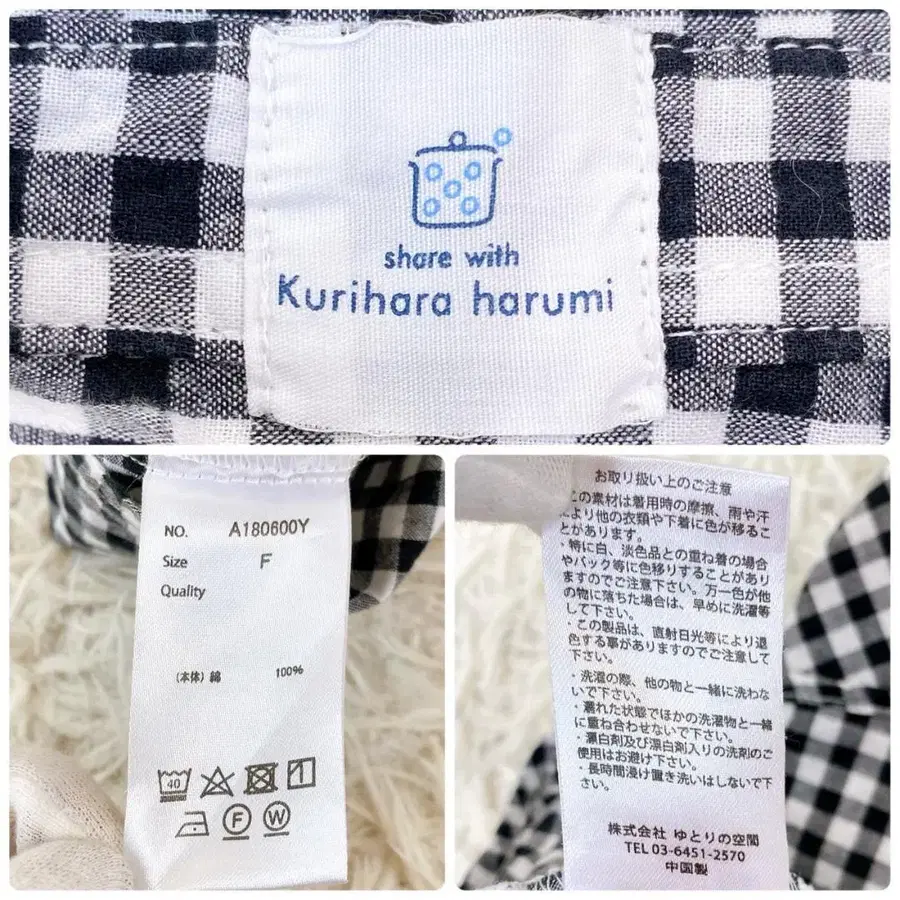 share with
Kurihara harumi
NO. A180600Y
Size F
Quality
(本体) 綿 100%
40
F W
お取り扱い上のご注意
この素材は着用時の摩擦、雨や汗
により他の衣類や下着に色が移るこ
とがあります。
・特に白、淡色品との重ね着の場合
やバック等に色移りすることがあり
ますのでご注意下さい。万一色が他
の物に落ちた場合は、早めに洗濯等
して下さい。
・この製品は、直射日光等により退
色する事がありますのでご注意して
下さい。
・洗濯の際、他の物と一緒に洗わな
いで下さい。
・濡れた状態でほかの洗濯物と一緒
に重ね合わせないで下さい。
・漂白剤及び漂白剤入りの洗剤のご
使用はお避け下さい。
・長時間浸け置き洗いはしないで下
さい。
株式会社 ゆとりの空間
TEL 03-6451-2570
中国製